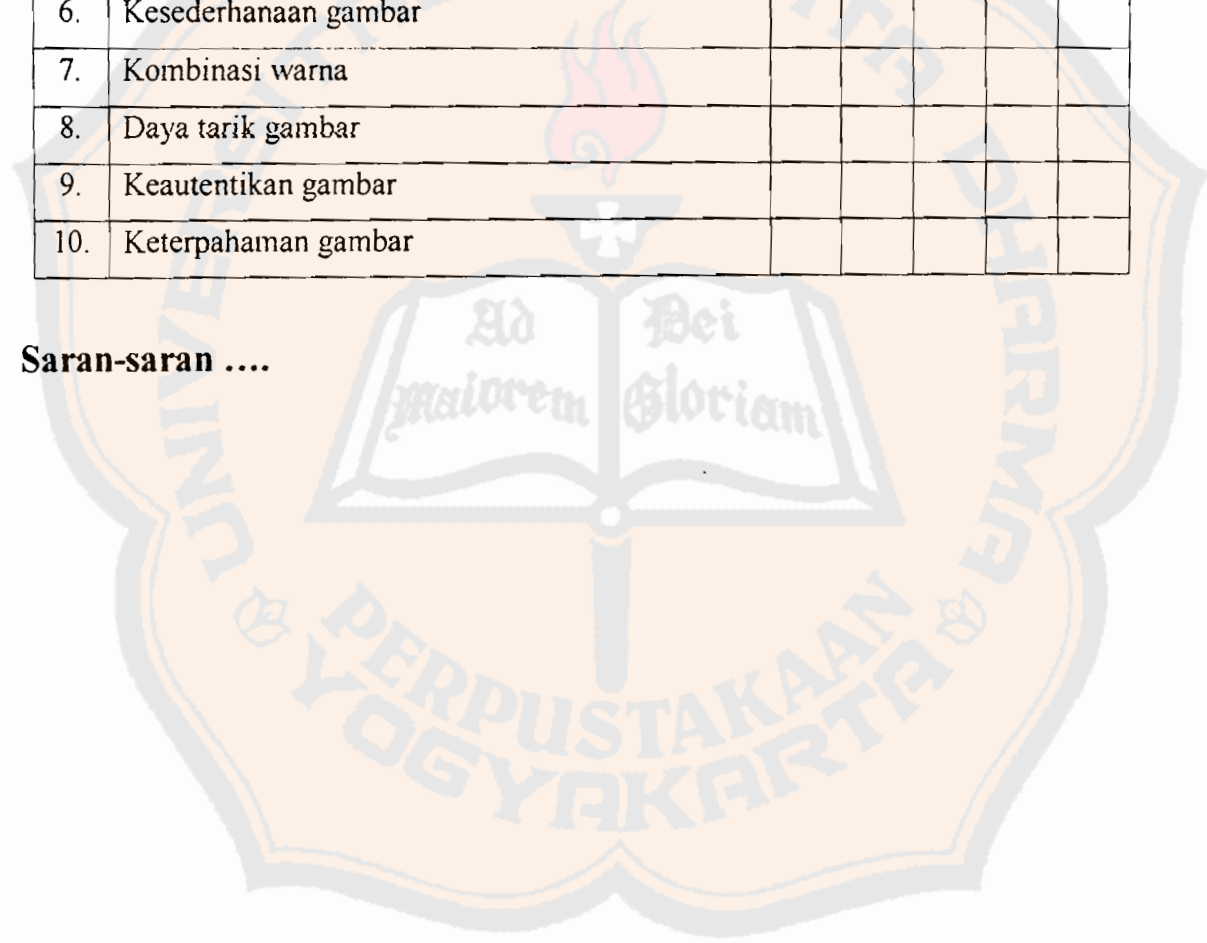 6. Kesederhanaan gambar
7. Kombinasi warna
8. Daya tarik gambar
9. Keautentikan gambar
10. Keterpahaman gambar
Saran-saran ....
Ad Dei
Maiorem Gloriam
PERPUSTAKAAN
YOGYAKARTA
DHARMA